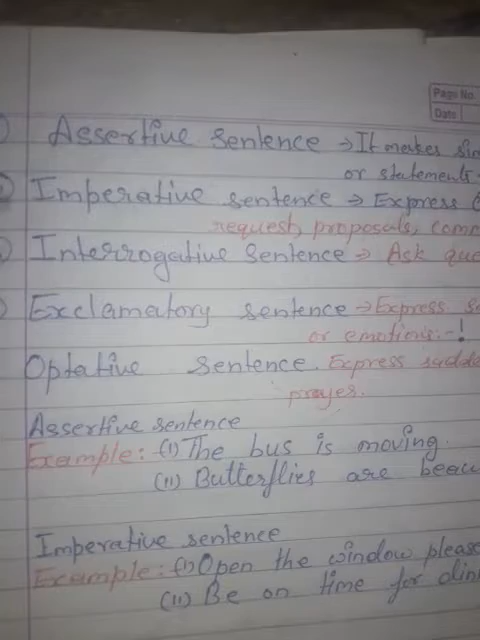 Page No.
Date
Assertive sentence → It makes
or statements
Imperative sentence → Express
request, proposals,
Interrogative sentence → Ask
Exclamatory sentence → Express
or emotions. - !
Optative sentence. Express
prayes.
Assertive sentence
Example: (i) The bus is moving.
(ii) Butterflies are
Imperative sentence
Example: (i) Open the window please
(ii) Be on time for